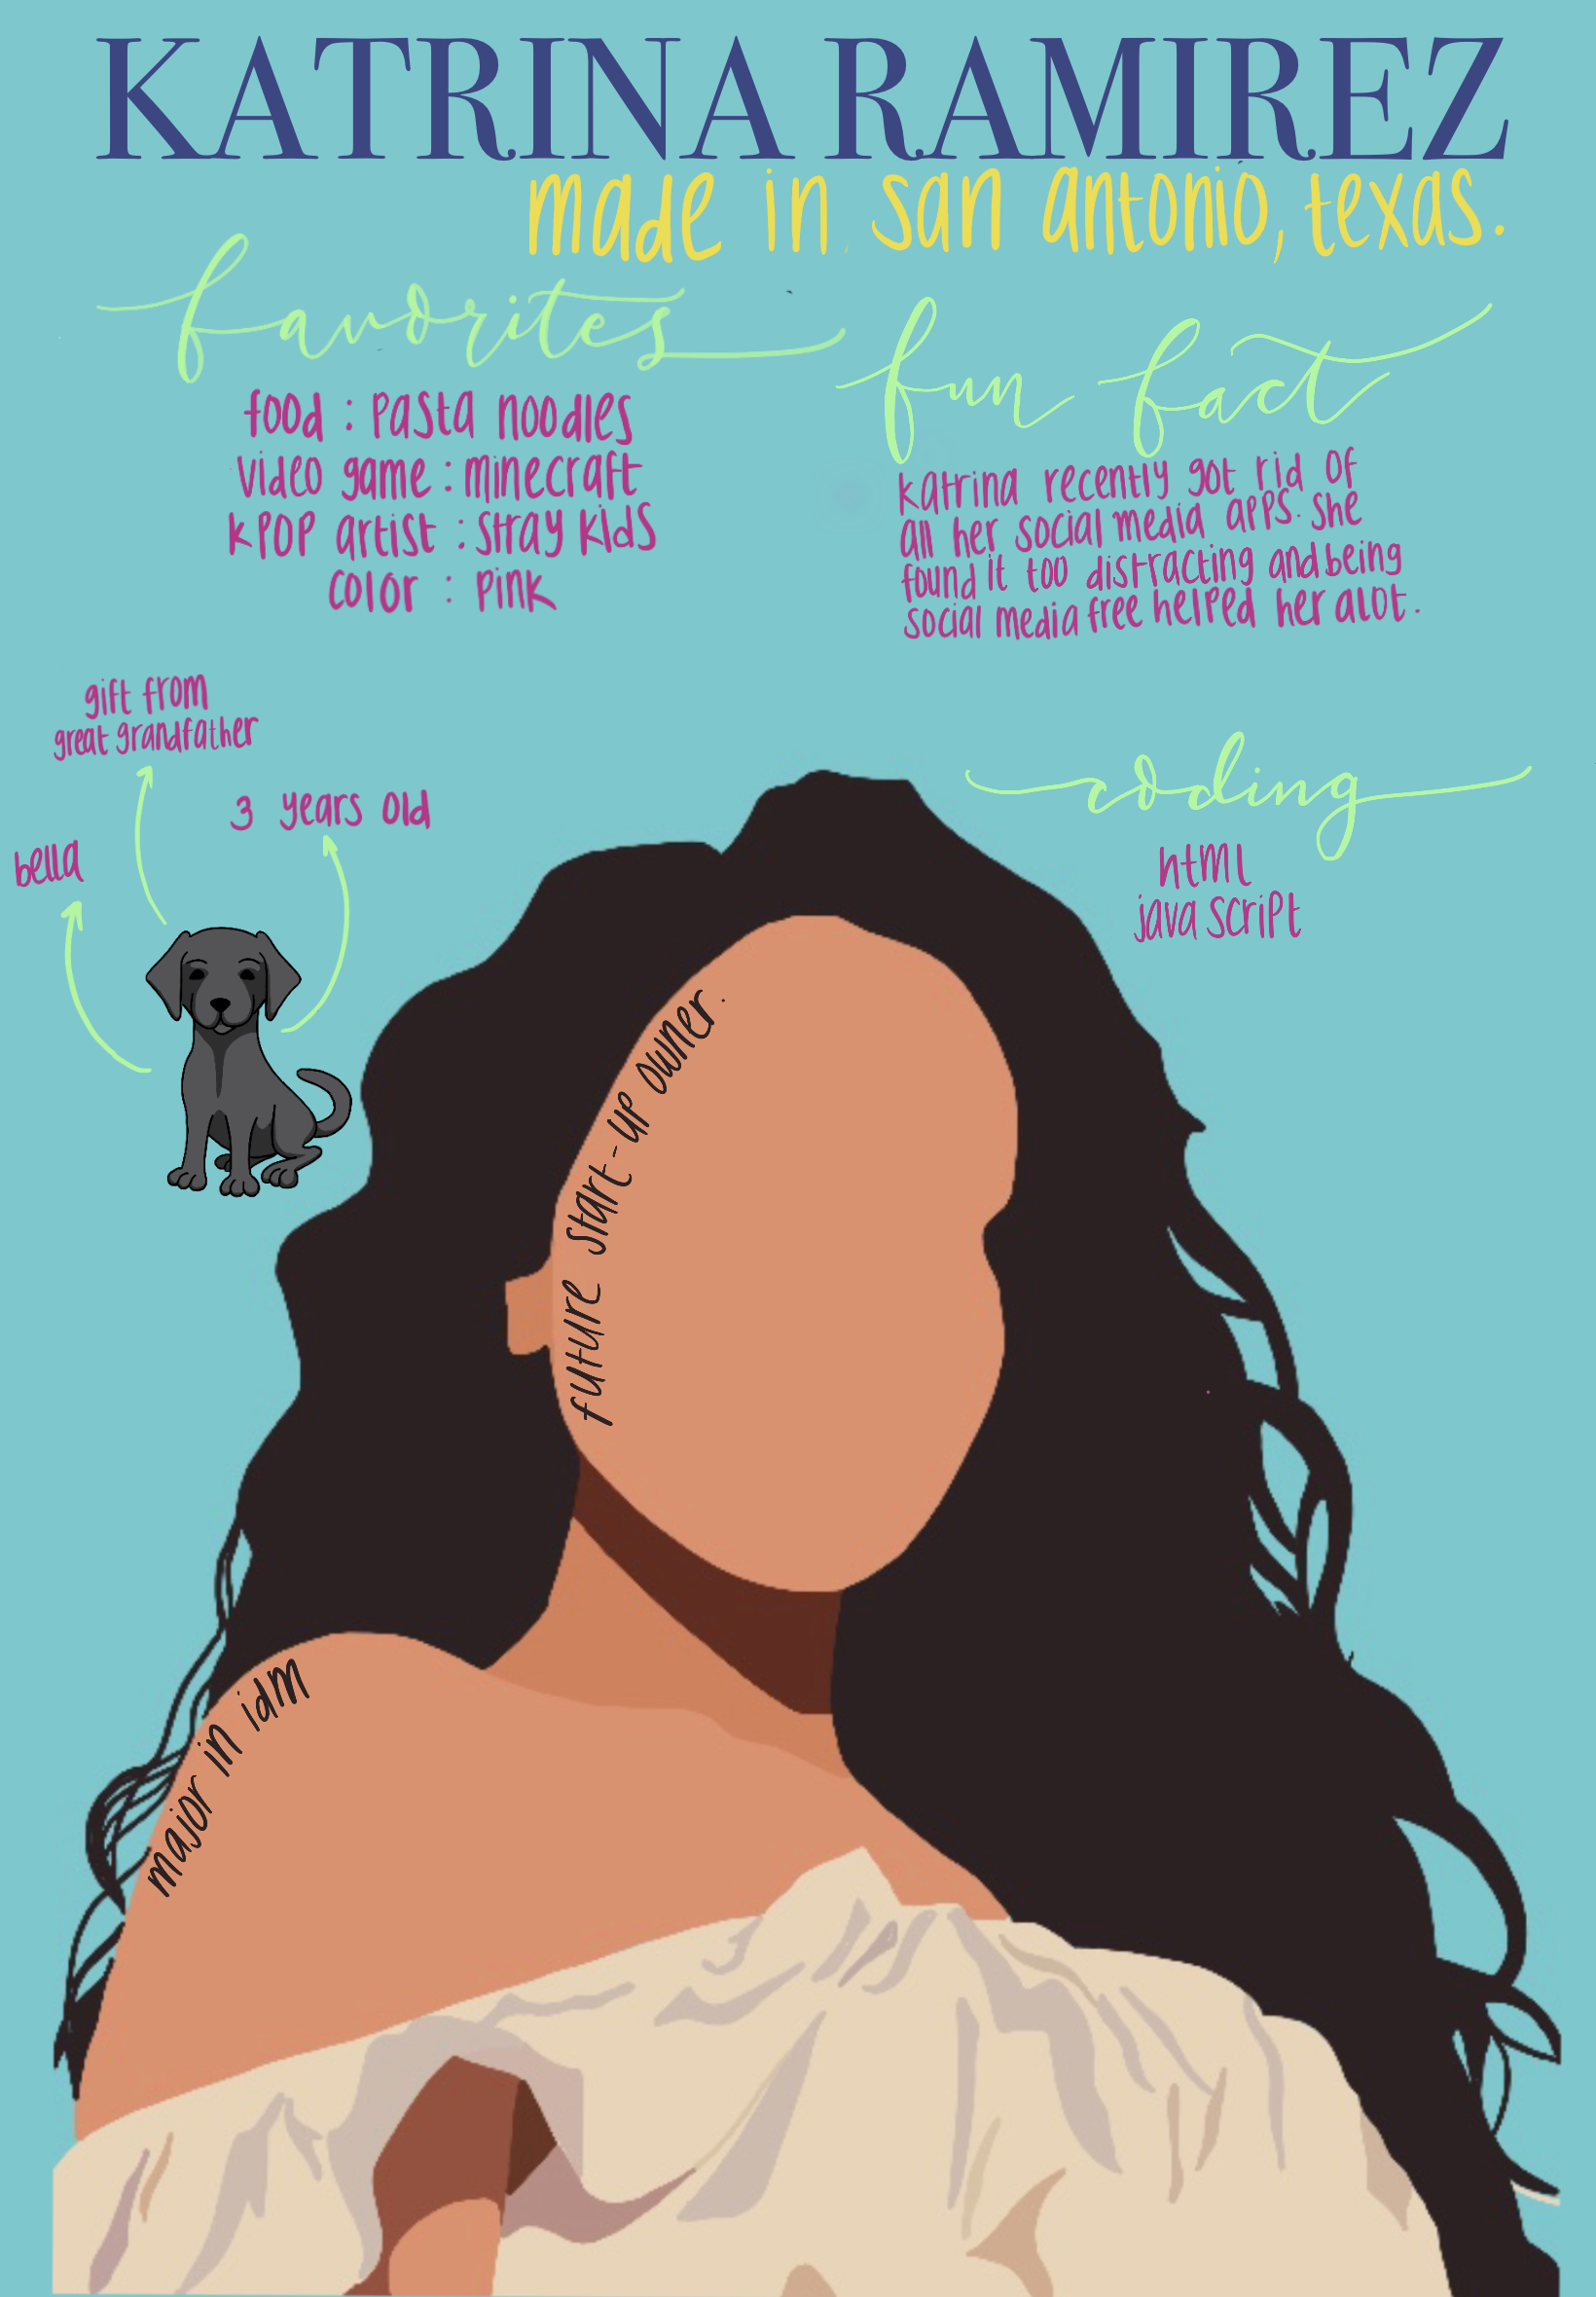 KATRINA RAMIREZ
made in san antonio, texas.
favorites
food : pasta noodles
video game : minecraft
kpop artist : stray kids
color : pink
fun fact
katrina recently got rid of
all her social media apps. she
found it too distracting and being
social media free helped her alot.
gift from
great grandfather
3 years old
bella
coding
html
java script
future start-up owner.
major in idm